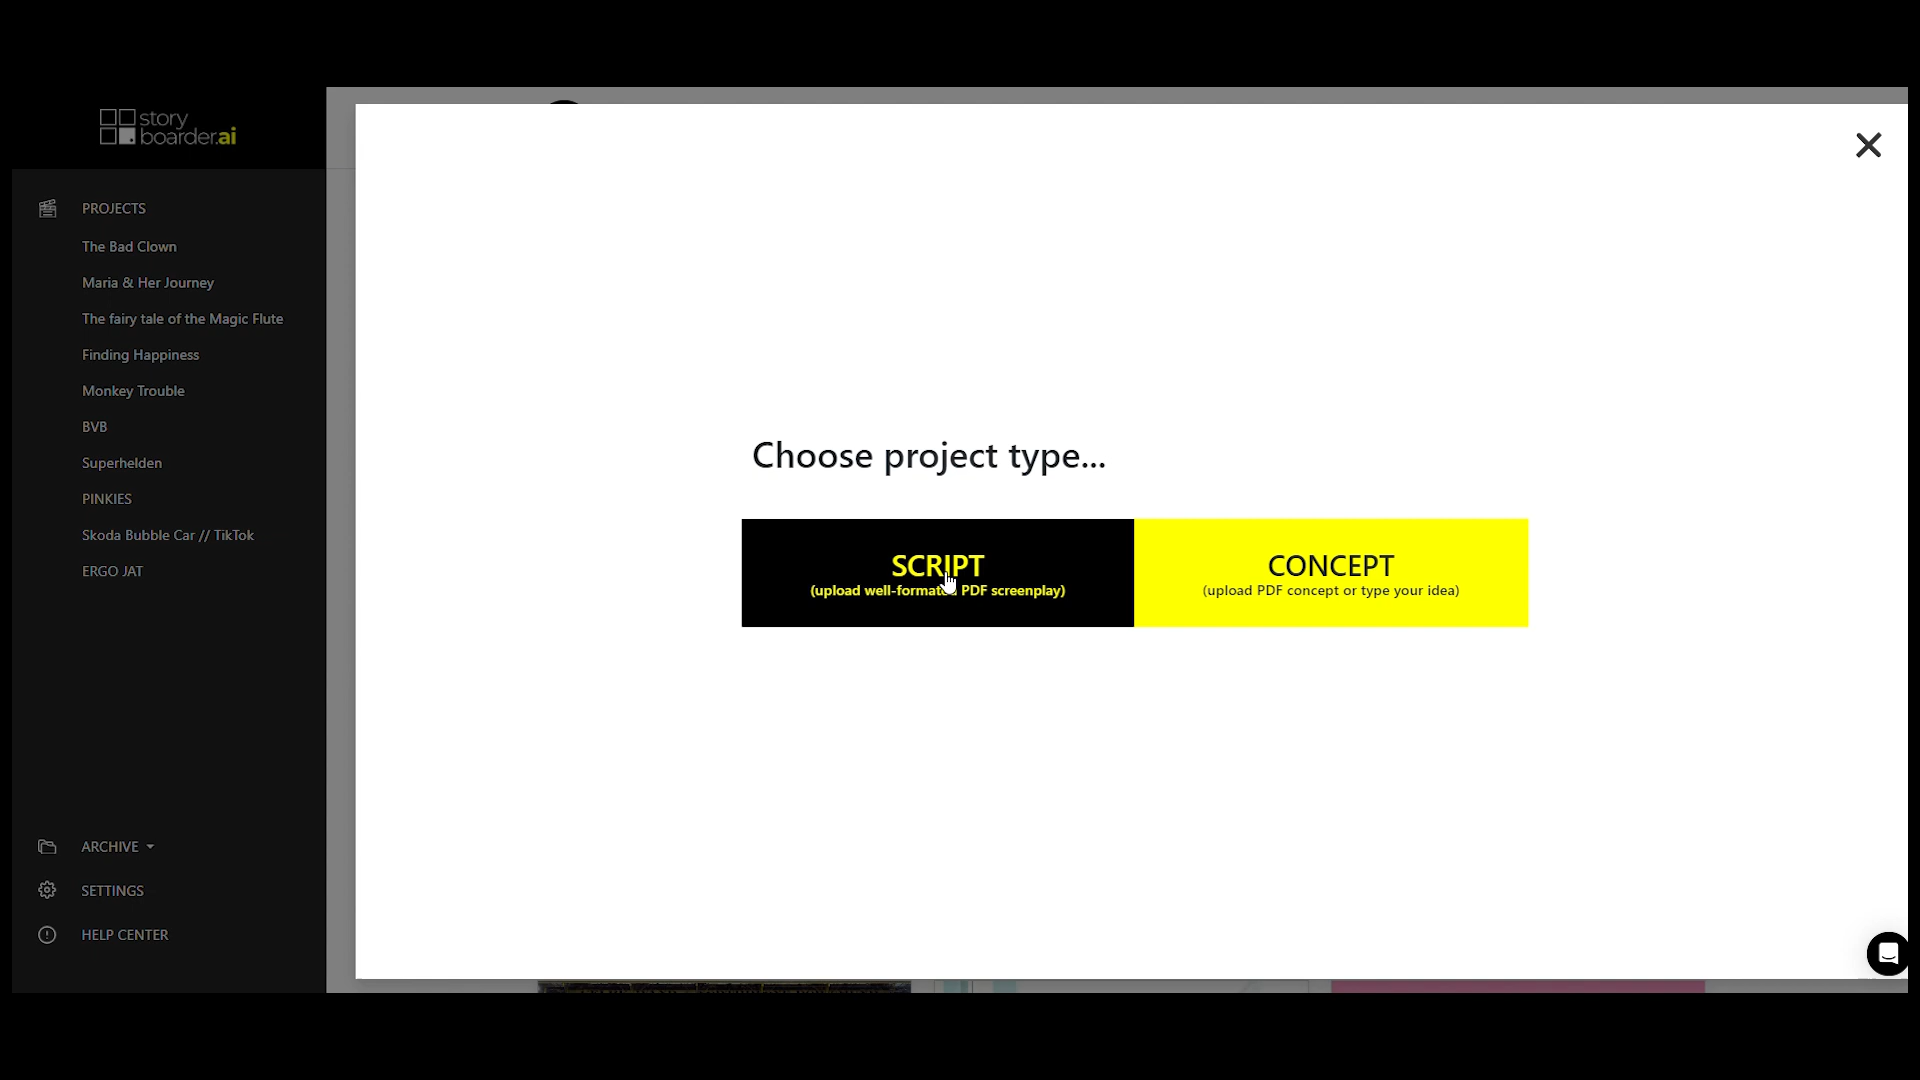 story
boarder.ai
PROJECTS
The Bad Clown
Maria & Her Journey
The fairy tale of the Magic Flute
Finding Happiness
Monkey Trouble
BVB
Superhelden
PINKIES
Skoda Bubble Car // TikTok
ERGO JAT
ARCHIVE
SETTINGS
HELP CENTER
Choose project type...
SCRIPT
(upload well-formated PDF screenplay)
CONCEPT
(upload PDF concept or type your idea)